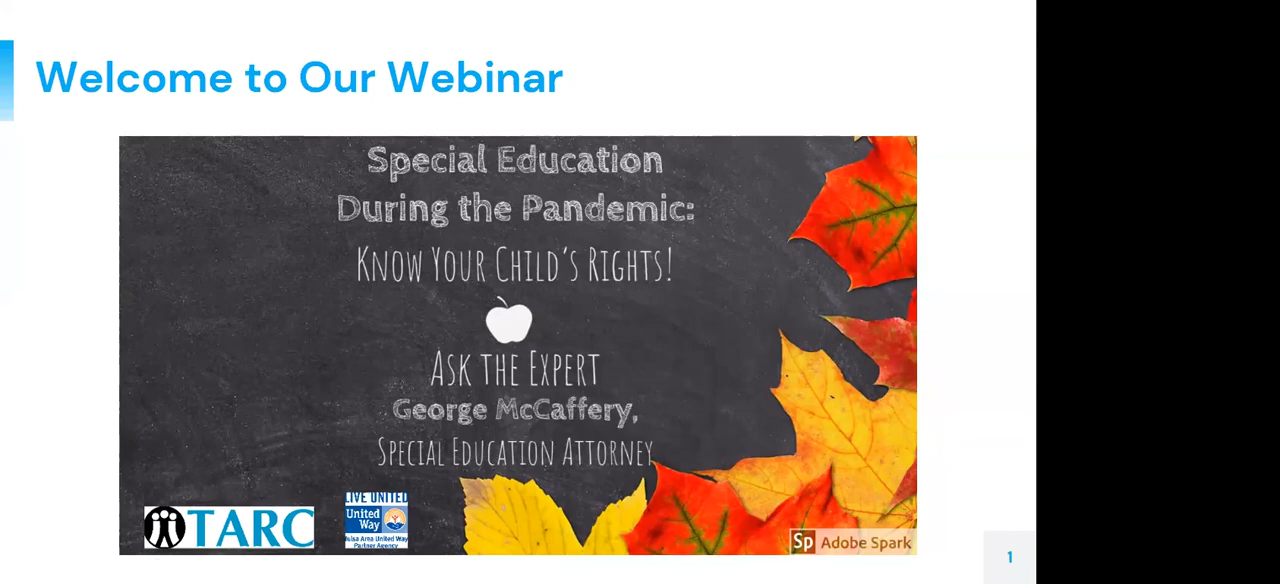 Welcome to Our Webinar
Special Education
During the Pandemic:
Know Your Child's Rights!
Ask the Expert
George McCaffery,
Special Education Attorney
TARC
LIVE UNITED
United
Way
Tulsa Area United Way
Partner Agency
Sp Adobe Spark
1